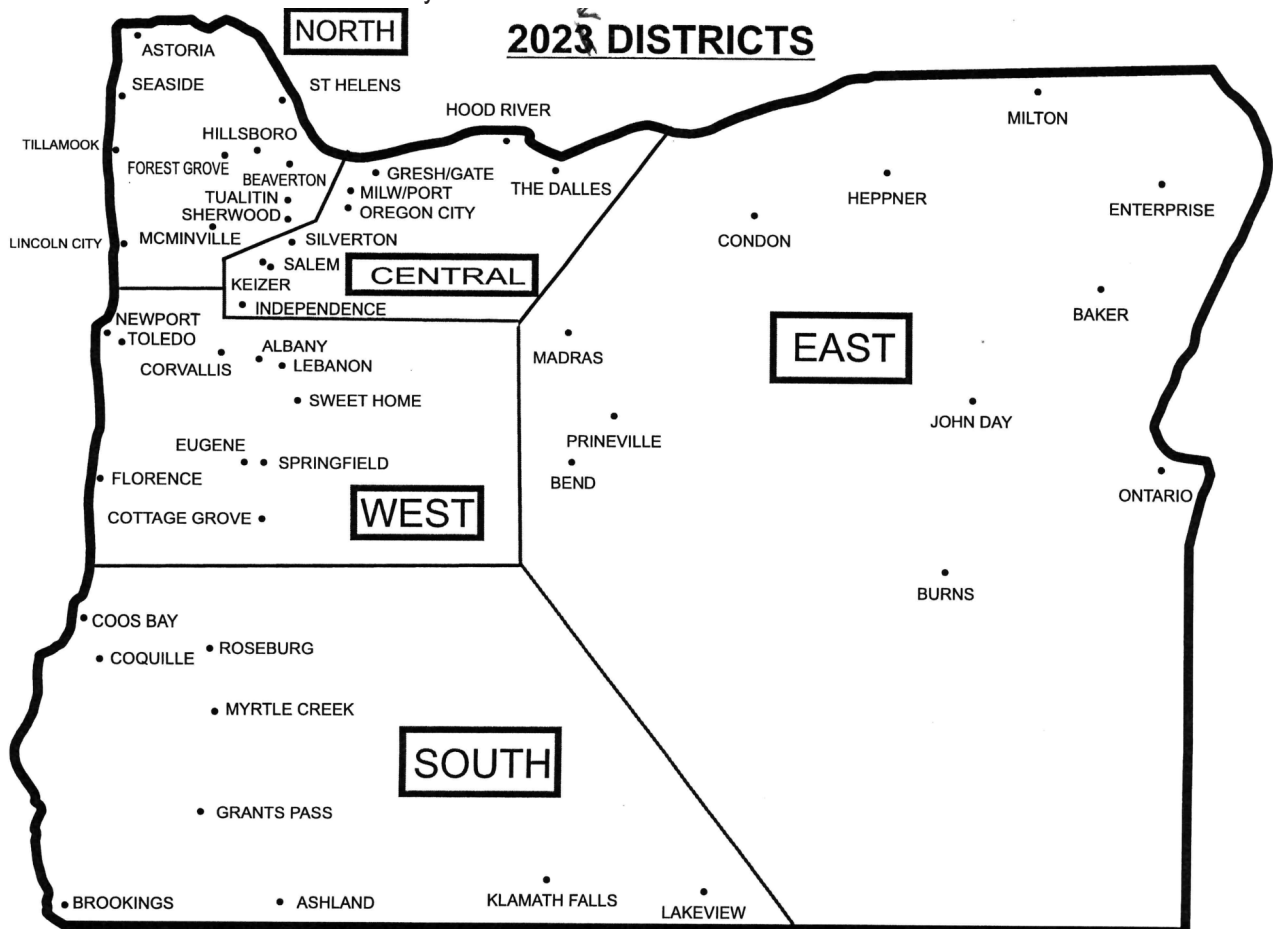 NORTH
2025 DISTRICTS
ASTORIA
SEASIDE
ST HELENS
HOOD RIVER
MILTON
HILLSBORO
TILLAMOOK
FOREST GROVE
BEAVERTON
GRESH/GATE
THE DALLES
HEPPNER
ENTERPRISE
TUALITIN
MILW/PORT
SHERWOOD
OREGON CITY
CONDON
LINCOLN CITY
MCMINVILLE
SILVERTON
SALEM
CENTRAL
KEIZER
INDEPENDENCE
BAKER
NEWPORT
TOLEDO
ALBANY
MADRAS
EAST
CORVALLIS
LEBANON
SWEET HOME
JOHN DAY
EUGENE
PRINEVILLE
FLORENCE
SPRINGFIELD
BEND
ONTARIO
COTTAGE GROVE
WEST
BURNS
COOS BAY
COQUILLE
ROSEBURG
MYRTLE CREEK
SOUTH
GRANTS PASS
BROOKINGS
ASHLAND
KLAMATH FALLS
LAKEVIEW